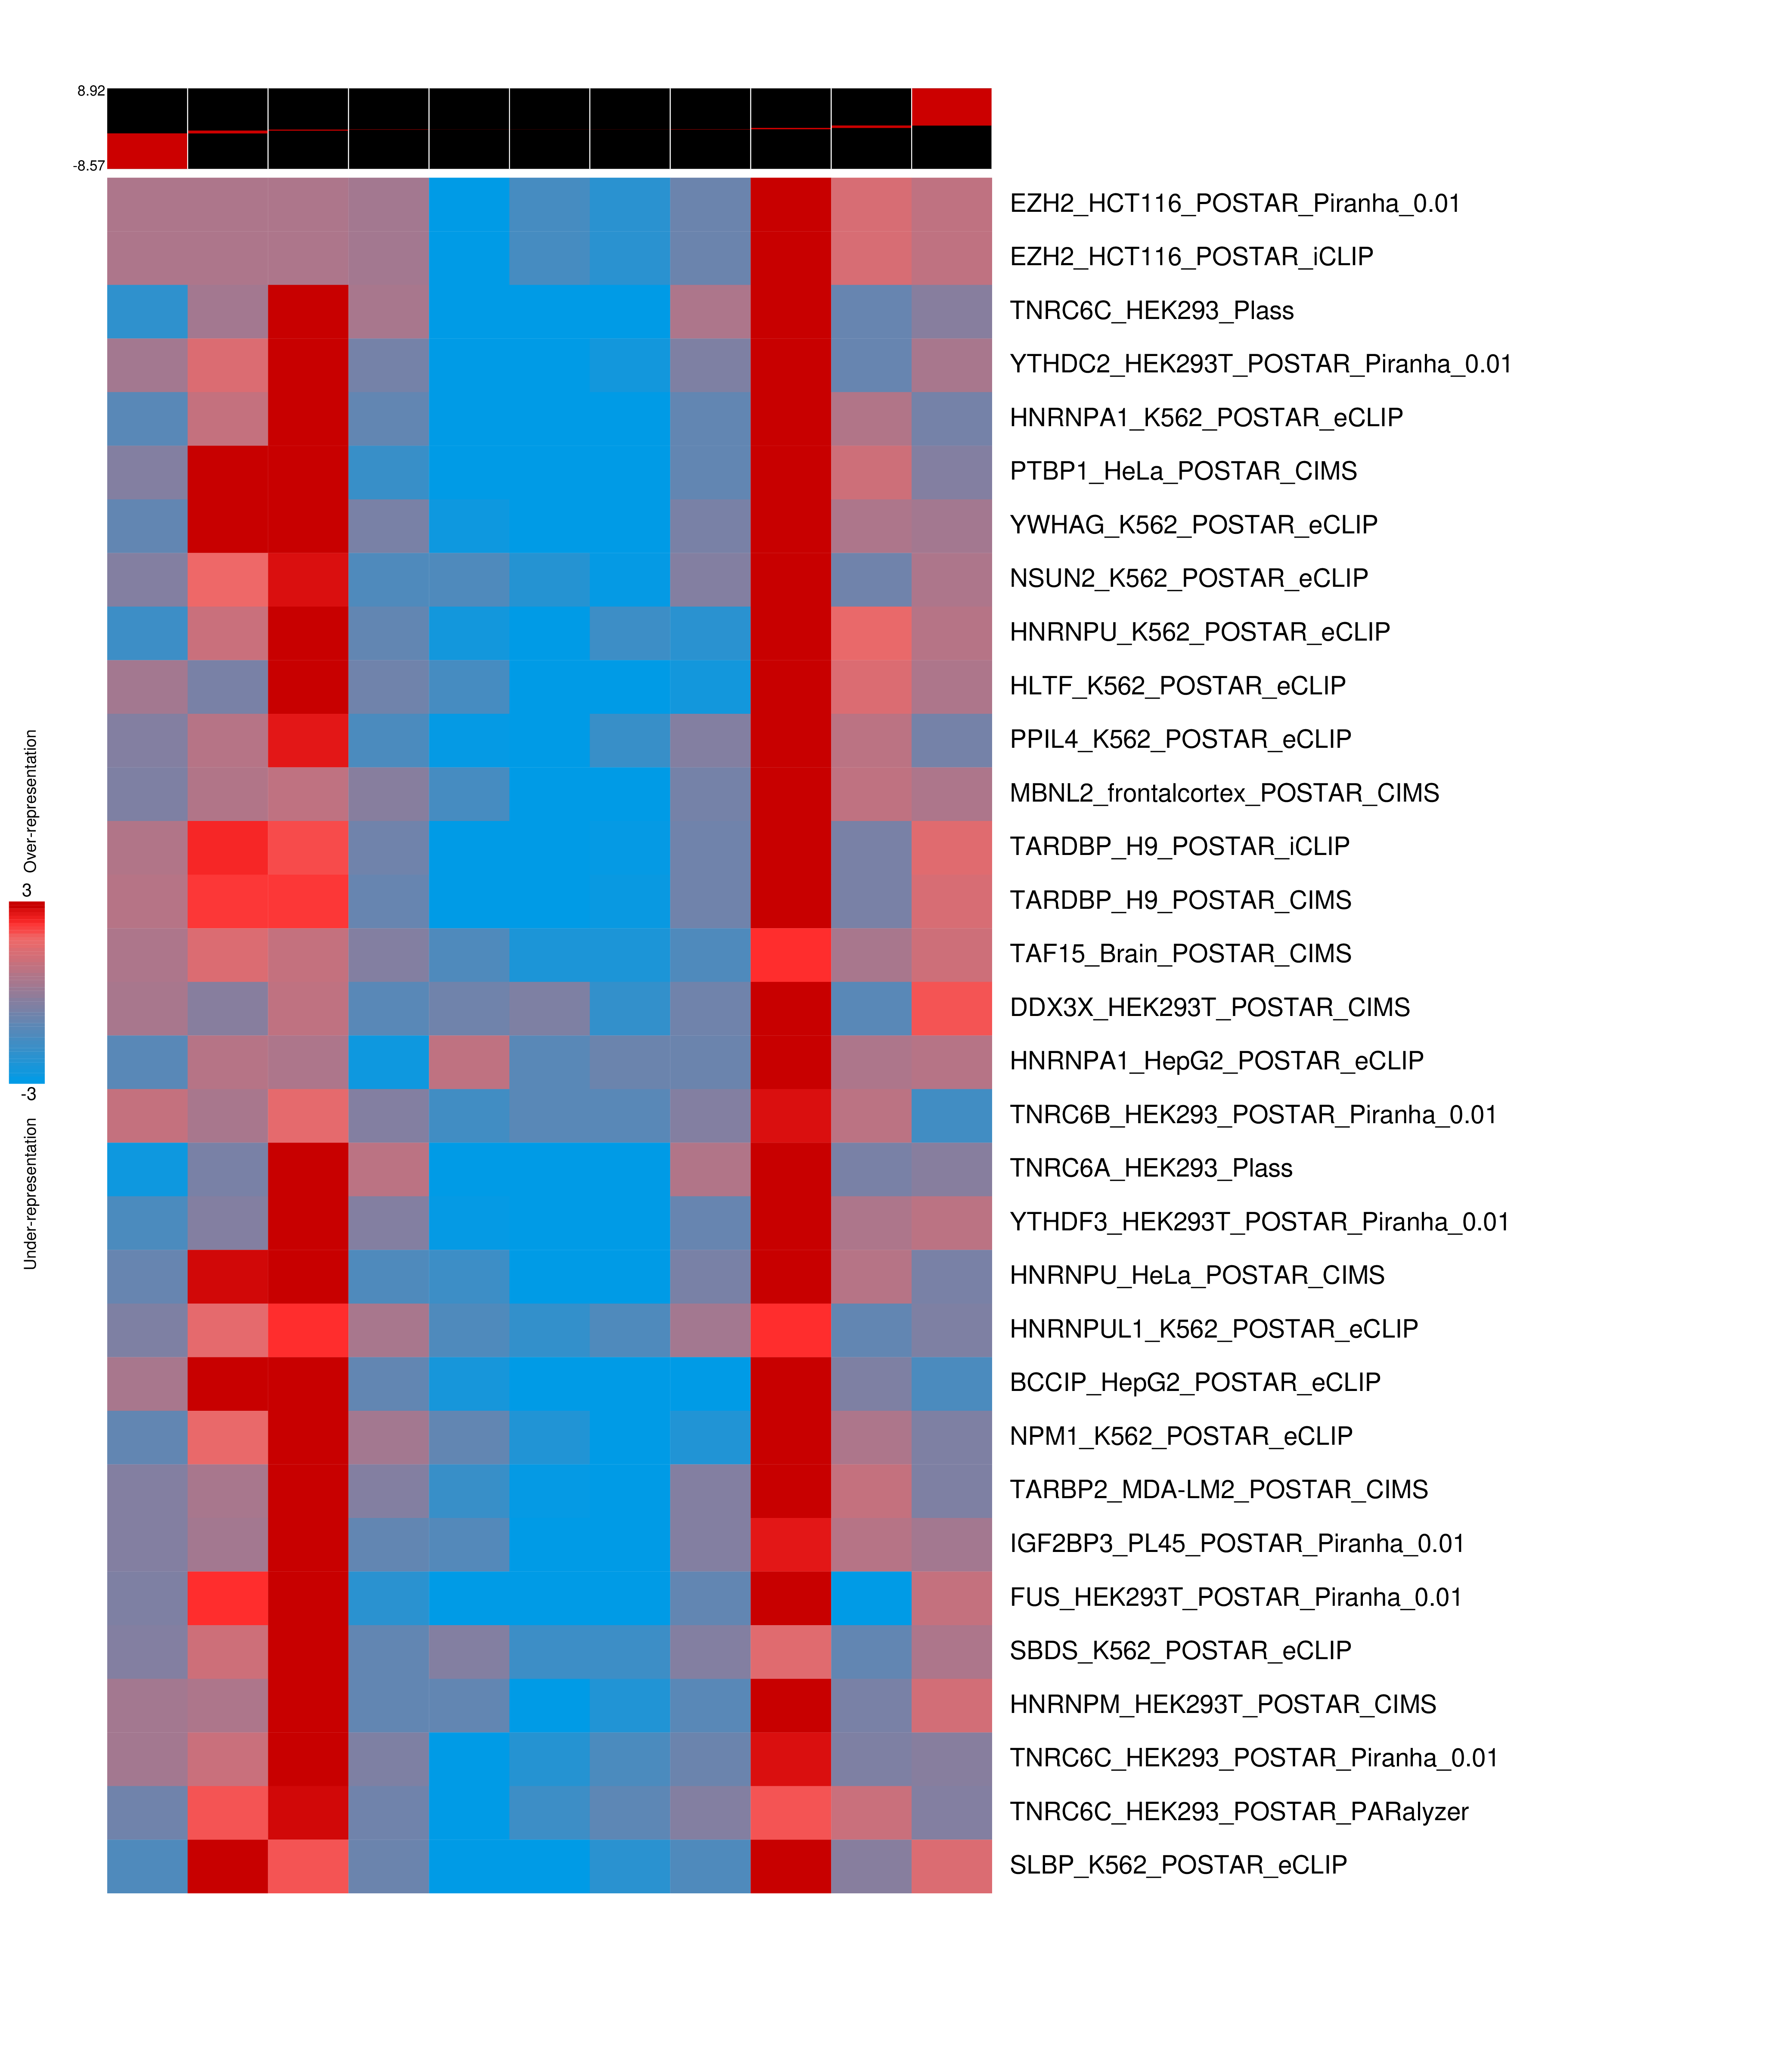 8.92
-8.57
EZH2_HCT116_POSTAR_Piranha_0.01
EZH2_HCT116_POSTAR_iCLIP
TNRC6C_HEK293_Plass
YTHDC2_HEK293T_POSTAR_Piranha_0.01
HNRNPA1_K562_POSTAR_eCLIP
PTBP1_HeLa_POSTAR_CIMS
YWHAG_K562_POSTAR_eCLIP
NSUN2_K562_POSTAR_eCLIP
HNRNPU_K562_POSTAR_eCLIP
HLTF_K562_POSTAR_eCLIP
PPIL4_K562_POSTAR_eCLIP
MBNL2_frontalcortex_POSTAR_CIMS
TARDBP_H9_POSTAR_iCLIP
TARDBP_H9_POSTAR_CIMS
TAF15_Brain_POSTAR_CIMS
DDX3X_HEK293T_POSTAR_CIMS
HNRNPA1_HepG2_POSTAR_eCLIP
TNRC6B_HEK293_POSTAR_Piranha_0.01
TNRC6A_HEK293_Plass
YTHDF3_HEK293T_POSTAR_Piranha_0.01
HNRNPU_HeLa_POSTAR_CIMS
HNRNPUL1_K562_POSTAR_eCLIP
BCCIP_HepG2_POSTAR_eCLIP
NPM1_K562_POSTAR_eCLIP
TARBP2_MDA-LM2_POSTAR_CIMS
IGF2BP3_PL45_POSTAR_Piranha_0.01
FUS_HEK293T_POSTAR_Piranha_0.01
SBDS_K562_POSTAR_eCLIP
HNRNPM_HEK293T_POSTAR_CIMS
TNRC6C_HEK293_POSTAR_Piranha_0.01
TNRC6C_HEK293_POSTAR_PARalyzer
SLBP_K562_POSTAR_eCLIP
Over-representation
3
-3
Under-representation